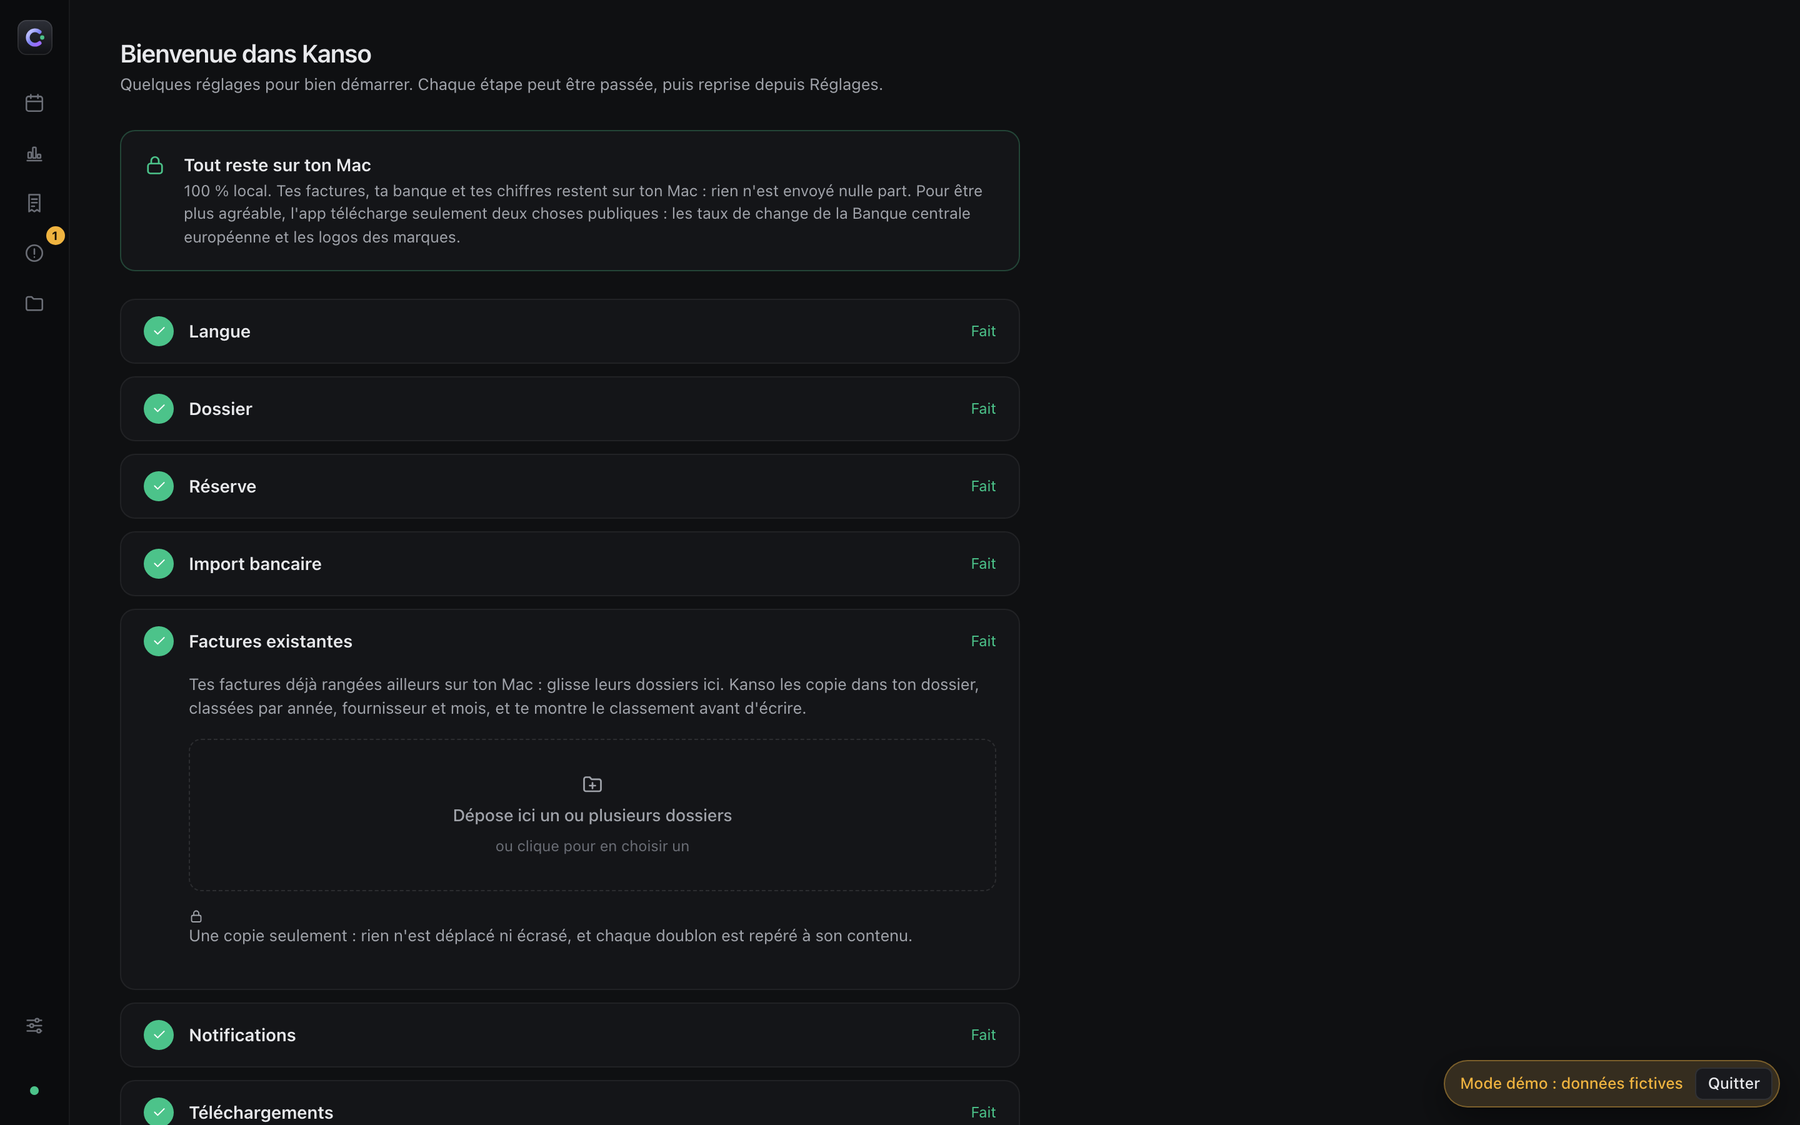 Bienvenue dans Kanso
Quelques réglages pour bien démarrer. Chaque étape peut être passée, puis reprise depuis Réglages.
Tout reste sur ton Mac
100 % local. Tes factures, ta banque et tes chiffres restent sur ton Mac : rien n'est envoyé nulle part. Pour être
plus agréable, l'app télécharge seulement deux choses publiques : les taux de change de la Banque centrale
européenne et les logos des marques.
1
Langue
Fait
Dossier
Fait
Réserve
Fait
Import bancaire
Fait
Factures existantes
Fait
Tes factures déjà rangées ailleurs sur ton Mac : glisse leurs dossiers ici. Kanso les copie dans ton dossier,
classées par année, fournisseur et mois, et te montre le classement avant d'écrire.
Dépose ici un ou plusieurs dossiers
ou clique pour en choisir un
Une copie seulement : rien n'est déplacé ni écrasé, et chaque doublon est repéré à son contenu.
Notifications
Fait
Mode démo : données fictives
Quitter
Téléchargements
Fait